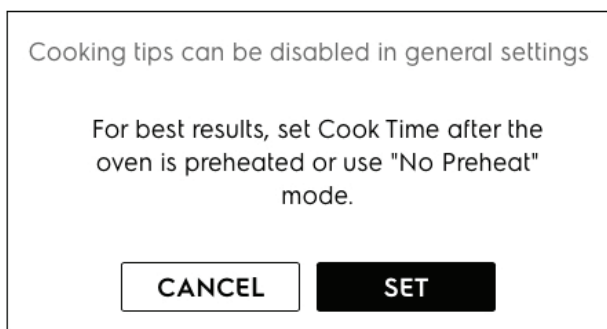 Cooking tips can be disabled in general settings
For best results, set Cook Time after the
oven is preheated or use "No Preheat"
mode.
CANCEL SET